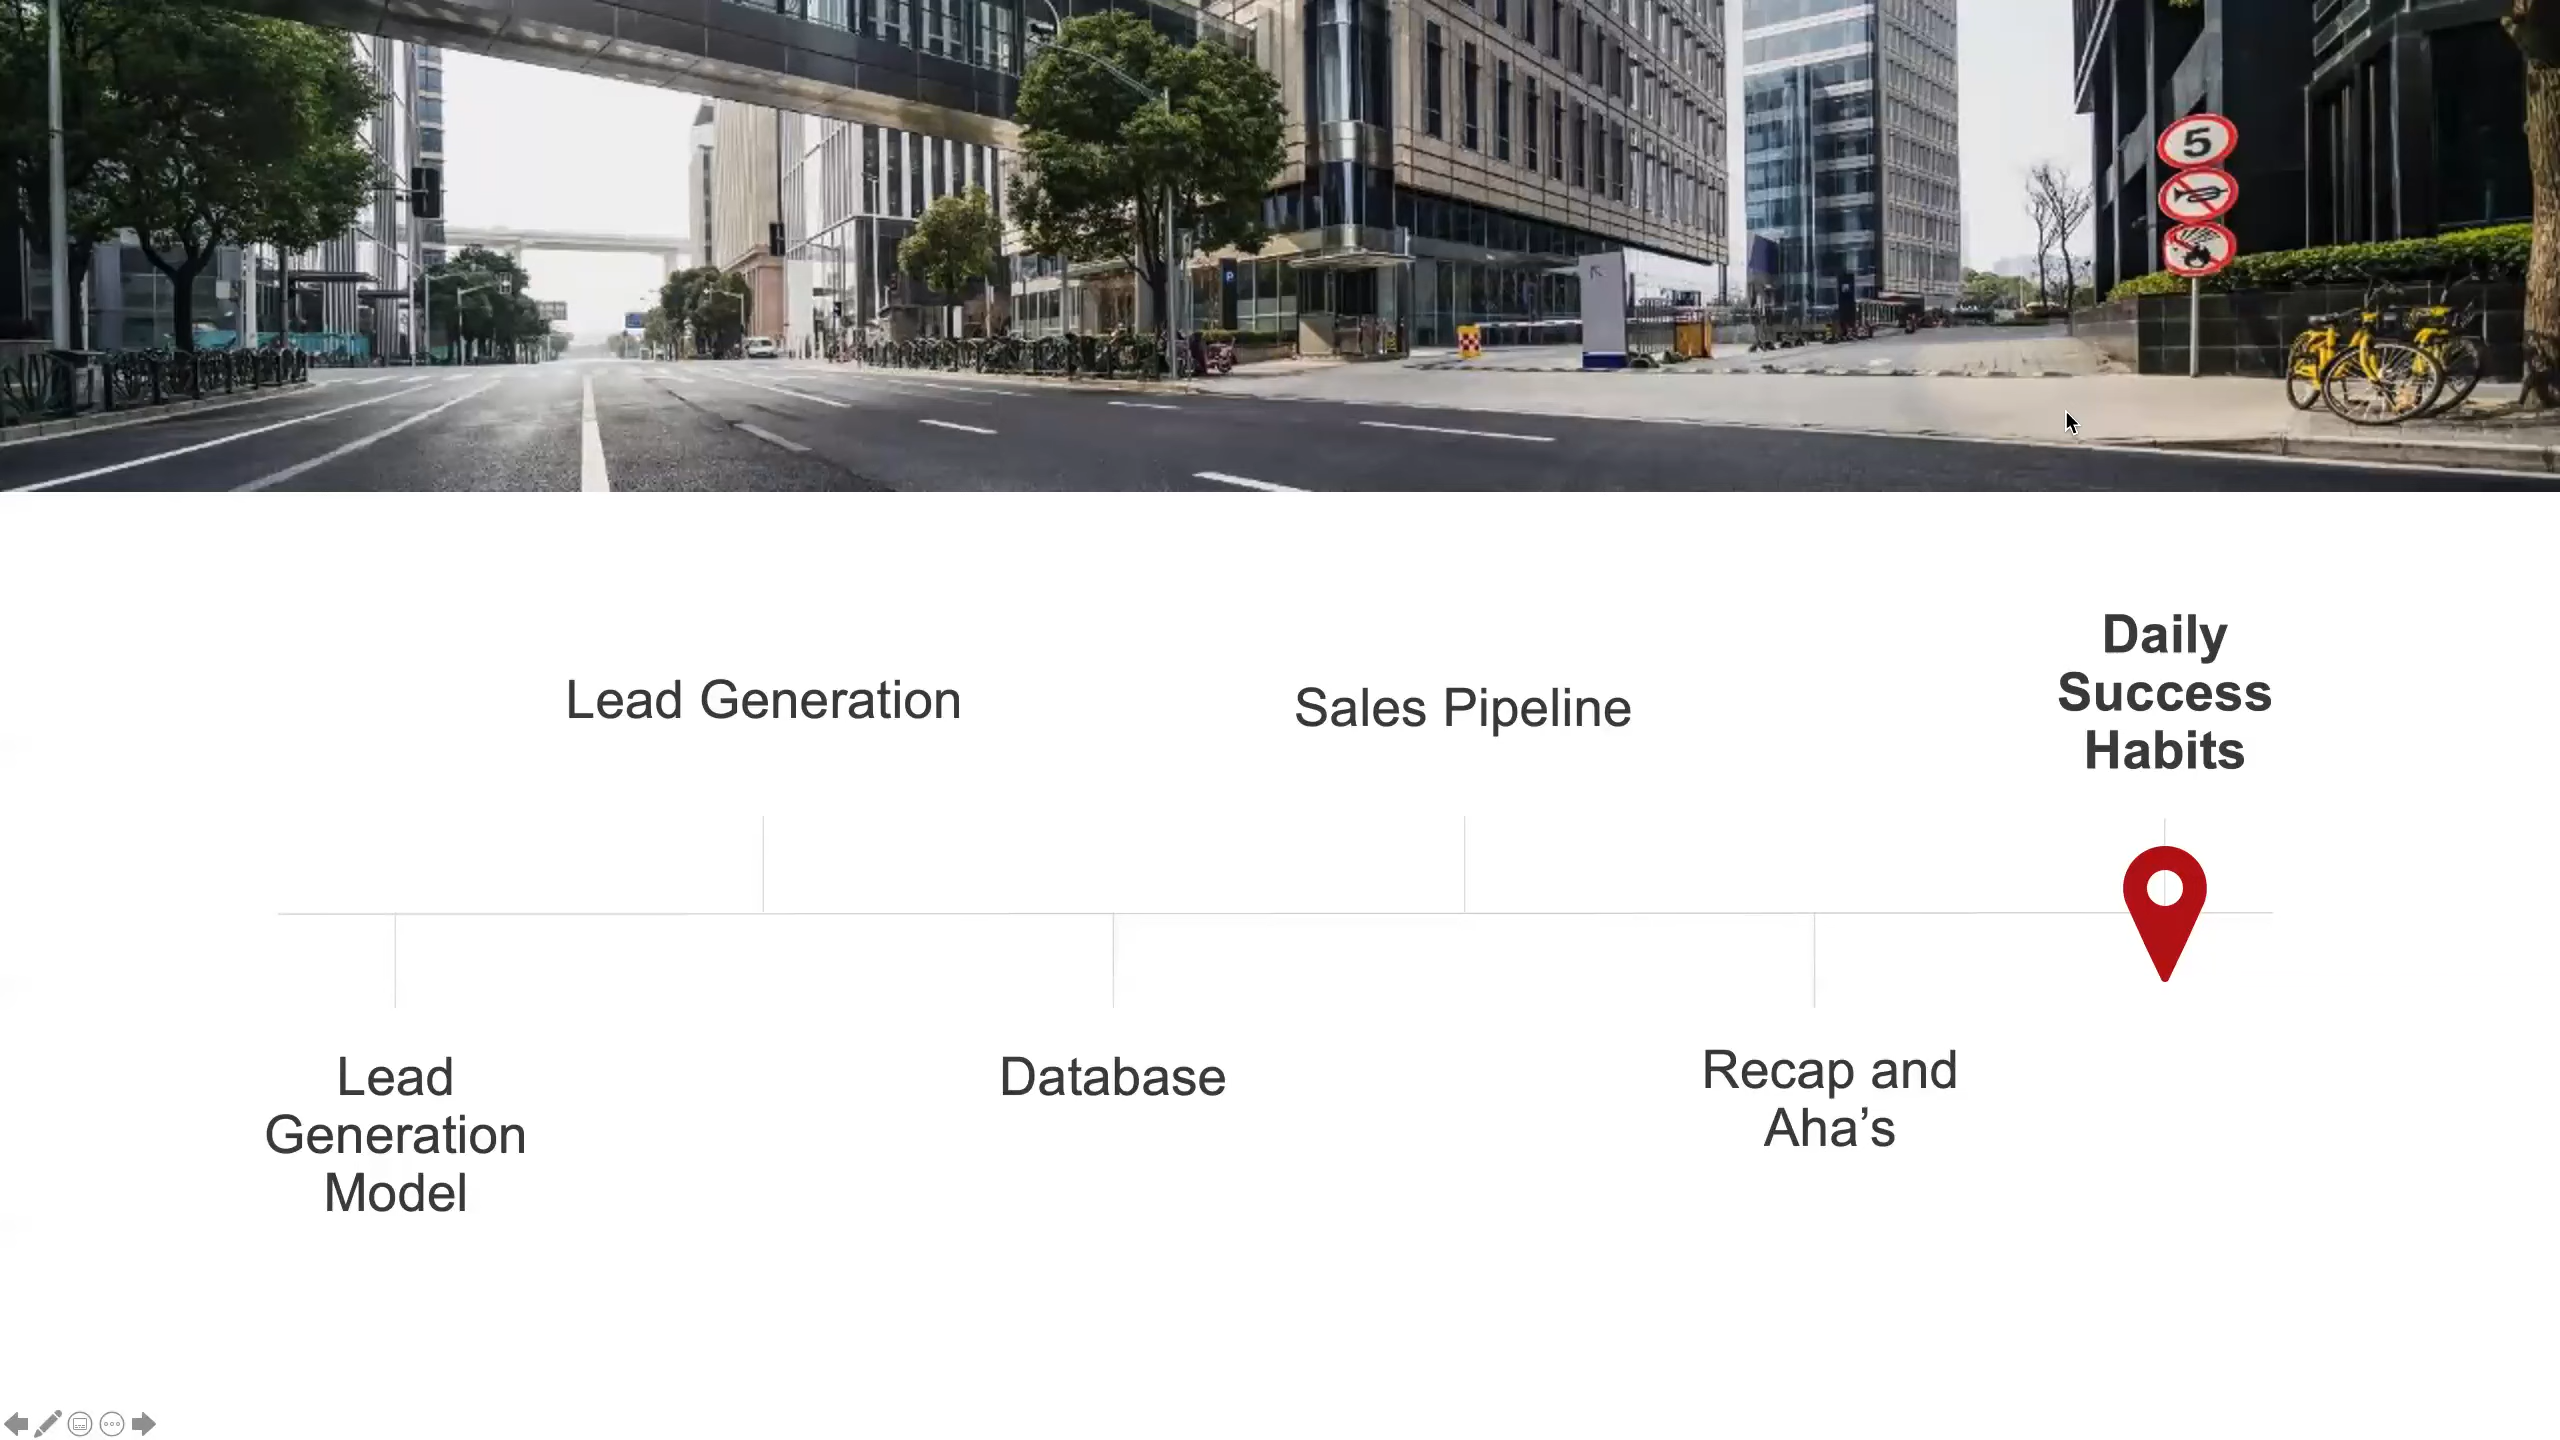 5
P
Lead Generation
Sales Pipeline
Daily
Success
Habits
Lead
Generation
Model
Database
Recap and
Aha’s